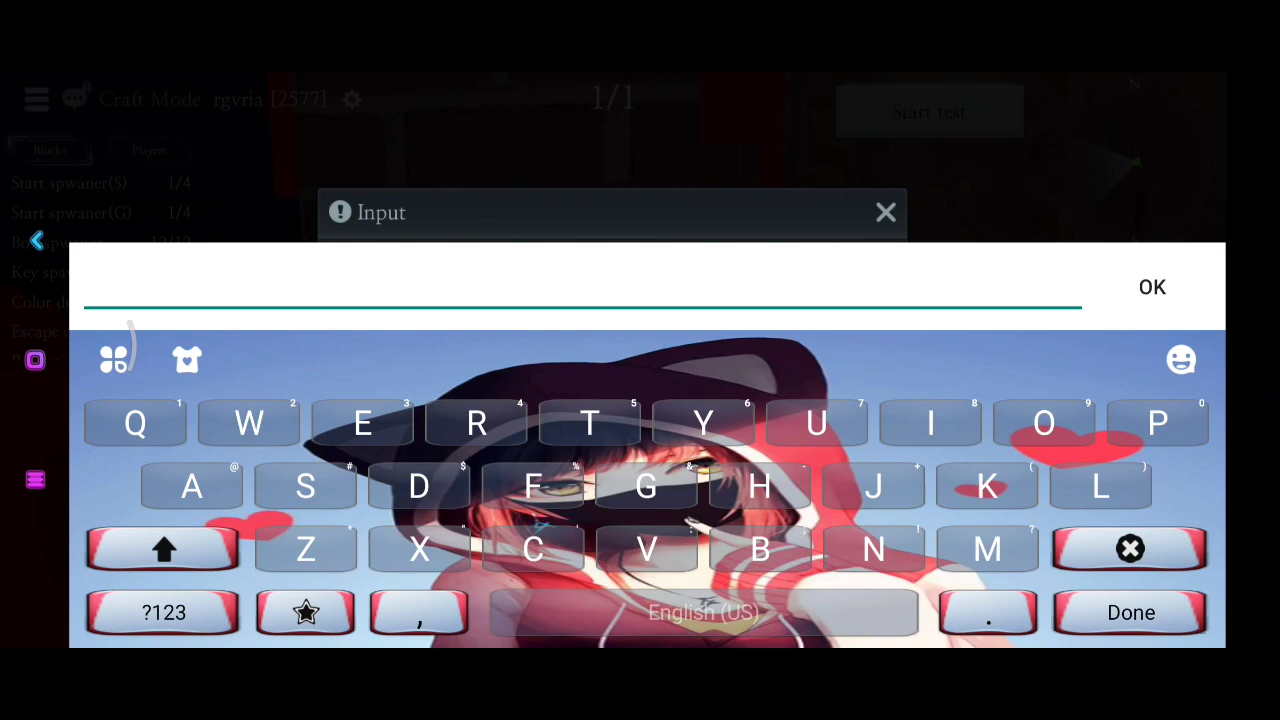 Craft Mode rgvria [2577]
1/1
N
Start test
Blocks Players
Start spwaner(S) 1/4
Start spwaner(G) 1/4
Input
Key
Color
Escape
OK
Q 1 W 2 E 3 R 4 T 5 Y 6 U 7 I 8 O 9 P 0
A @ S # D $ F % G & H - J + K ( L )
Z * X " C ' V : B ; N ! M ?
?123 , English (US) . Done